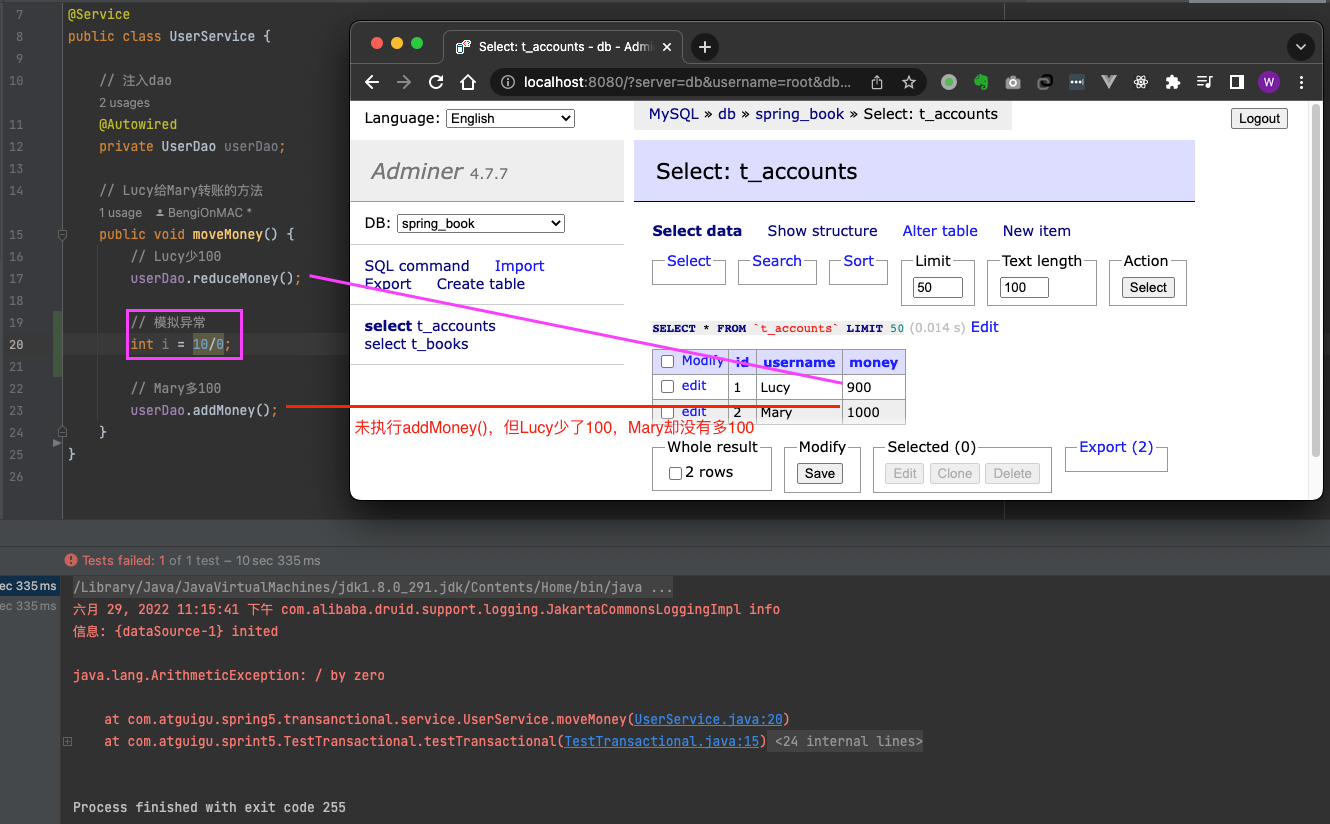 7 @Service
8 public class UserService {
9
10 // 注入dao
2 usages
11 @Autowired
12 private UserDao userDao;
13
14 // Lucy给Mary转账的方法
1 usage BengiOnMAC *
15 public void moveMoney() {
16 // Lucy少100
17 userDao.reduceMoney();
18
19 // 模拟异常
20 int i = 10/0;
21
22 // Mary多100
23 userDao.addMoney();
24 }
25 }
26
Select: t_accounts - db - Admi
localhost:8080/?server=db&username=root&db...
W
Language: English
MySQL » db » spring_book » Select: t_accounts
Logout
Adminer 4.7.7
Select: t_accounts
DB: spring_book
Select data Show structure Alter table New item
SQL command Import
Export Create table
Select Search Sort Limit Text length Action
50 100 Select
select t_accounts
select t_books
SELECT * FROM `t_accounts` LIMIT 50 (0.014 s) Edit
Modify id username money
edit 1 Lucy 900
edit 2 Mary 1000
未执行addMoney()，但Lucy少了100，Mary却没有多100
Whole result Modify Selected (0) Export (2)
2 rows Save Edit Clone Delete
Tests failed: 1 of 1 test – 10 sec 335 ms
ec 335 ms
ec 335 ms
/Library/Java/JavaVirtualMachines/jdk1.8.0_291.jdk/Contents/Home/bin/java ...
六月 29, 2022 11:15:41 下午 com.alibaba.druid.support.logging.JakartaCommonsLoggingImpl info
信息: {dataSource-1} inited
java.lang.ArithmeticException: / by zero
at com.atguigu.spring5.transanctional.service.UserService.moveMoney(UserService.java:20)
at com.atguigu.sprint5.TestTransactional.testTransactional(TestTransactional.java:15) <24 internal lines>
Process finished with exit code 255